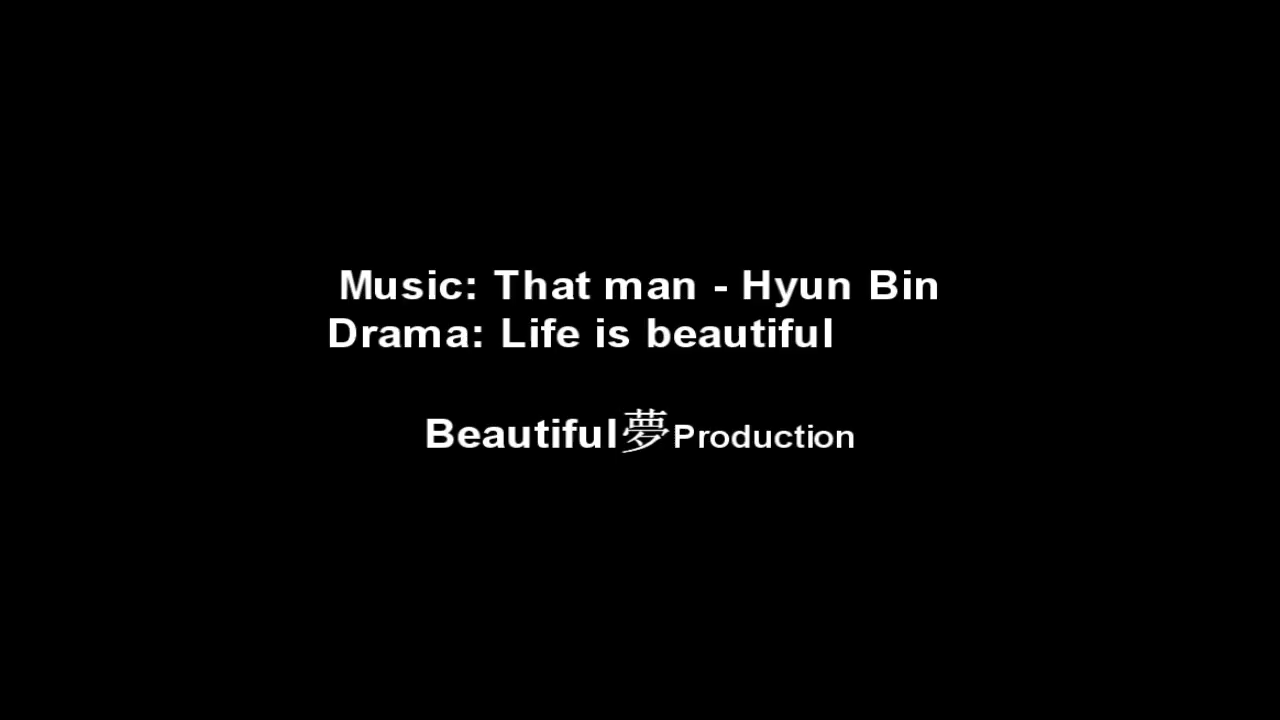 Music: That man - Hyun Bin
Drama: Life is beautiful
Beautiful夢Production